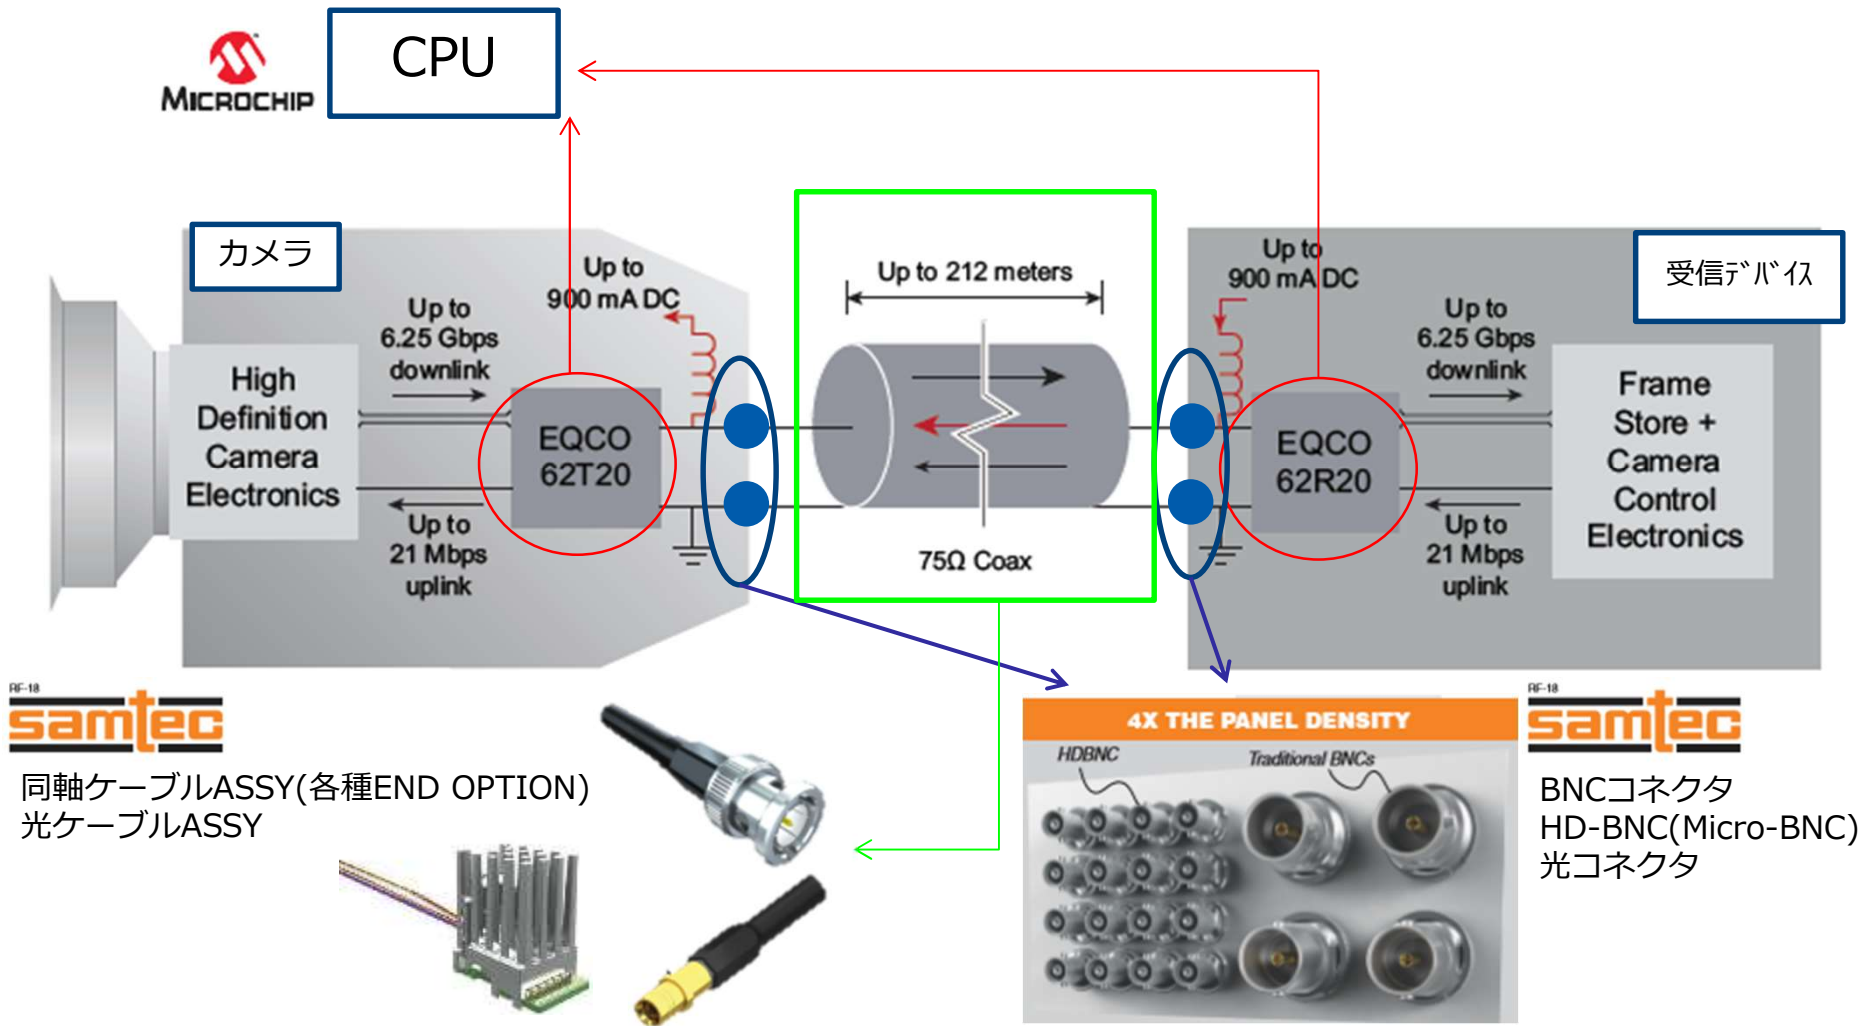 MICROCHIP
CPU
カメラ
Up to
900 mA DC
Up to
6.25 Gbps
downlink
High
Definition
Camera
Electronics
EQCO
62T20
Up to
21 Mbps
uplink
Up to 212 meters
75Ω Coax
Up to
900 mA DC
受信ﾃﾞﾊﾞｲｽ
Up to
6.25 Gbps
downlink
EQCO
62R20
Frame
Store +
Camera
Control
Electronics
Up to
21 Mbps
uplink
RF-18
samtec
同軸ケーブルASSY(各種END OPTION)
光ケーブルASSY
4X THE PANEL DENSITY
HDBNC
Traditional BNCs
RF-18
samtec
BNCコネクタ
HD-BNC(Micro-BNC)
光コネクタ